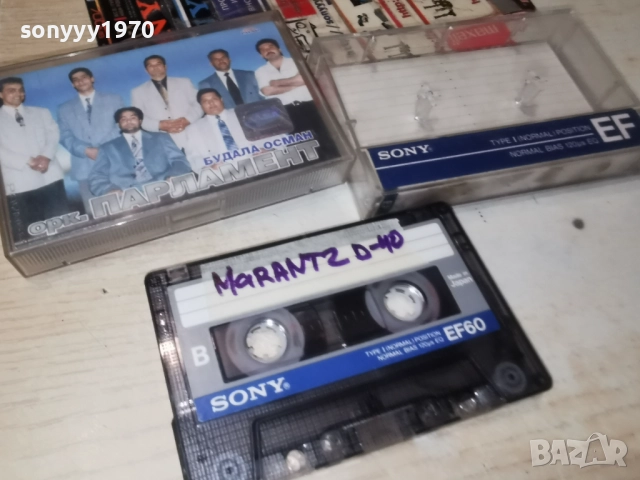 sonyyy1970
maxell
БУДАЛА ОСМАН
орк. ПАРЛАМЕНТ
SONY
TYPE I (NORMAL) POSITION
NORMAL BIAS 120µs EQ
EF
MaRANTZ D-40
B
Made in
Japan
TYPE I (NORMAL) POSITION
NORMAL BIAS 120µs EQ
EF60
SONY
BAZAR